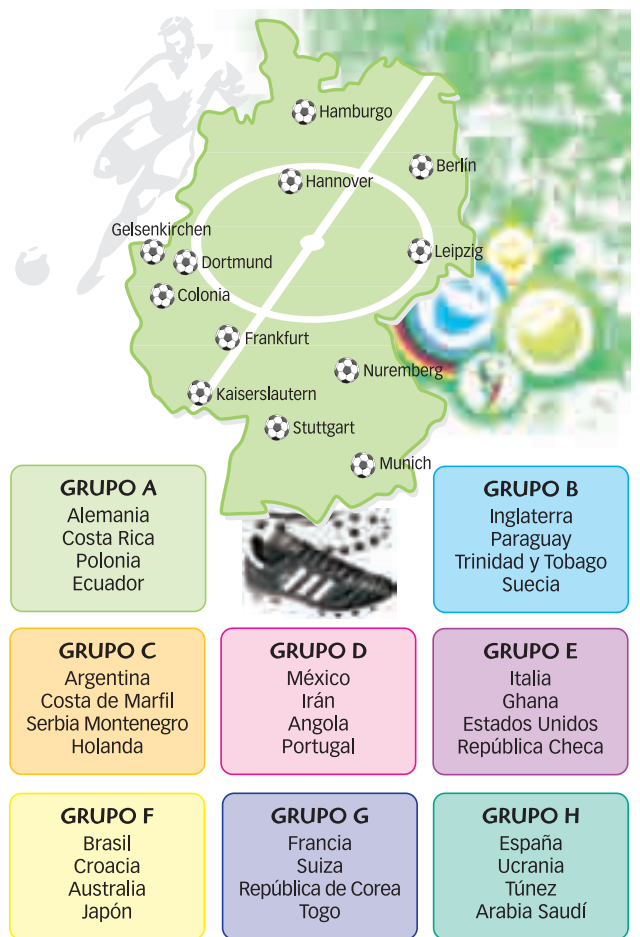 Hamburgo
Berlín
Hannover
Gelsenkirchen
Leipzig
Dortmund
Colonia
Frankfurt
Nuremberg
Kaiserslautern
Stuttgart
Munich
GRUPO A
Alemania
Costa Rica
Polonia
Ecuador
GRUPO B
Inglaterra
Paraguay
Trinidad y Tobago
Suecia
GRUPO C
Argentina
Costa de Marfil
Serbia Montenegro
Holanda
GRUPO D
México
Irán
Angola
Portugal
GRUPO E
Italia
Ghana
Estados Unidos
República Checa
GRUPO F
Brasil
Croacia
Australia
Japón
GRUPO G
Francia
Suiza
República de Corea
Togo
GRUPO H
España
Ucrania
Túnez
Arabia Saudí